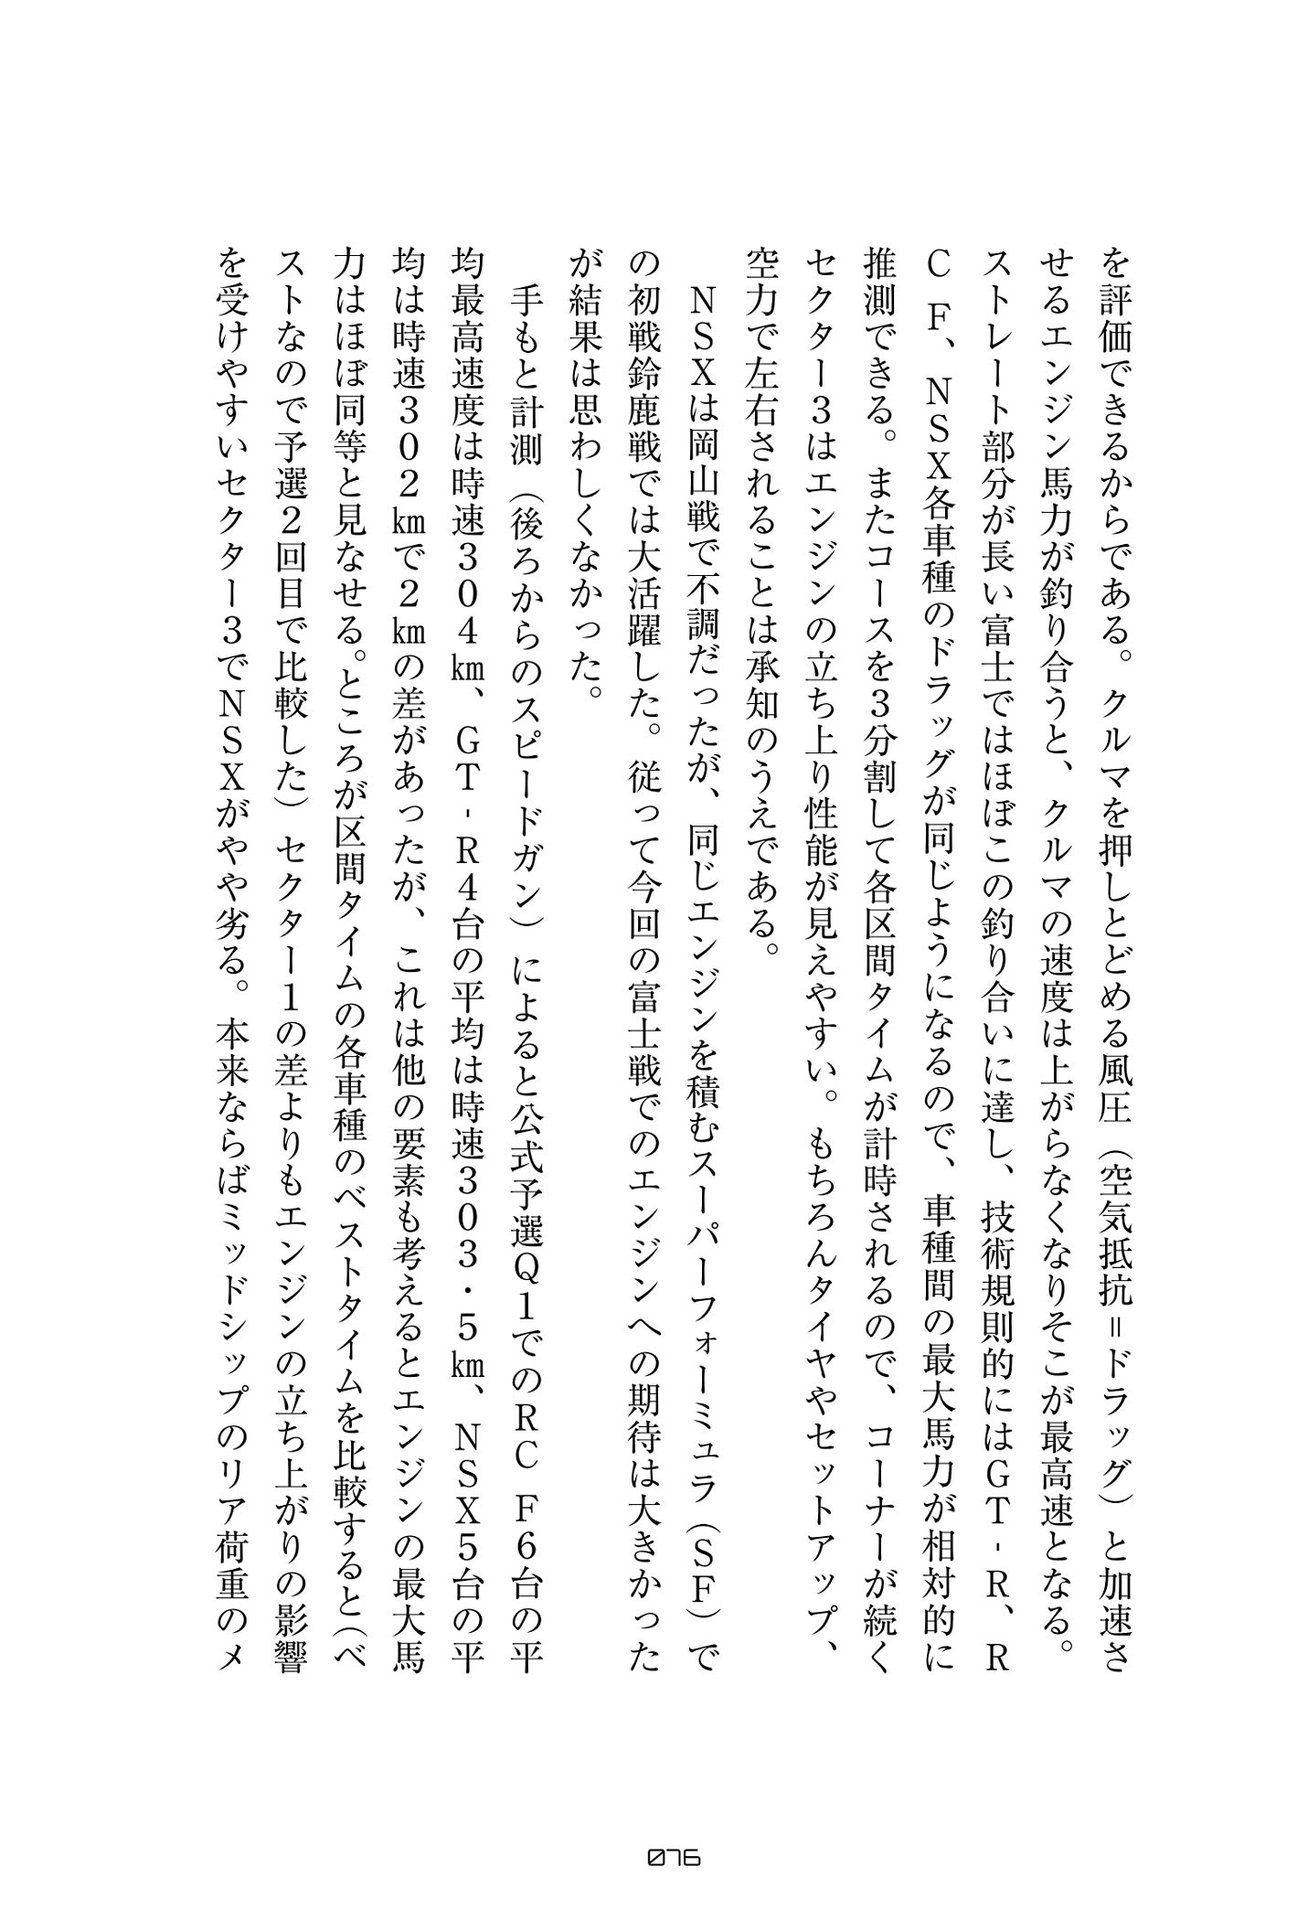 を評価できるからである。クルマを押しとどめる風圧（空気抵抗＝ドラッグ）と加速さ
せるエンジン馬力が釣り合うと、クルマの速度は上がらなくなりそこが最高速となる。
ストレート部分が長い富士ではほぼこの釣り合いに達し、技術規則的にはＧＴ-Ｒ、Ｒ
Ｃ Ｆ、ＮＳＸ各車種のドラッグが同じようになるので、車種間の最大馬力が相対的に
推測できる。またコースを３分割して各区間タイムが計時されるので、コーナーが続く
セクター３はエンジンの立ち上り性能が見えやすい。もちろんタイヤやセットアップ、
空力で左右されることは承知のうえである。
　ＮＳＸは岡山戦で不調だったが、同じエンジンを積むスーパーフォーミュラ（ＳＦ）で
の初戦鈴鹿戦では大活躍した。従って今回の富士戦でのエンジンへの期待は大きかった
が結果は思わしくなかった。
　手もと計測（後ろからのスピードガン）によると公式予選Ｑ１でのＲＣ Ｆ６台の平
均最高速度は時速３０４㎞、ＧＴ-Ｒ４台の平均は時速３０３・５㎞、ＮＳＸ５台の平
均は時速３０２㎞で２㎞の差があったが、これは他の要素も考えるとエンジンの最大馬
力はほぼ同等と見なせる。ところが区間タイムの各車種のベストタイムを比較すると（ベ
ストなので予選２回目で比較した）セクター１の差よりもエンジンの立ち上がりの影響
を受けやすいセクター３でＮＳＸがやや劣る。本来ならばミッドシップのリア荷重のメ
076